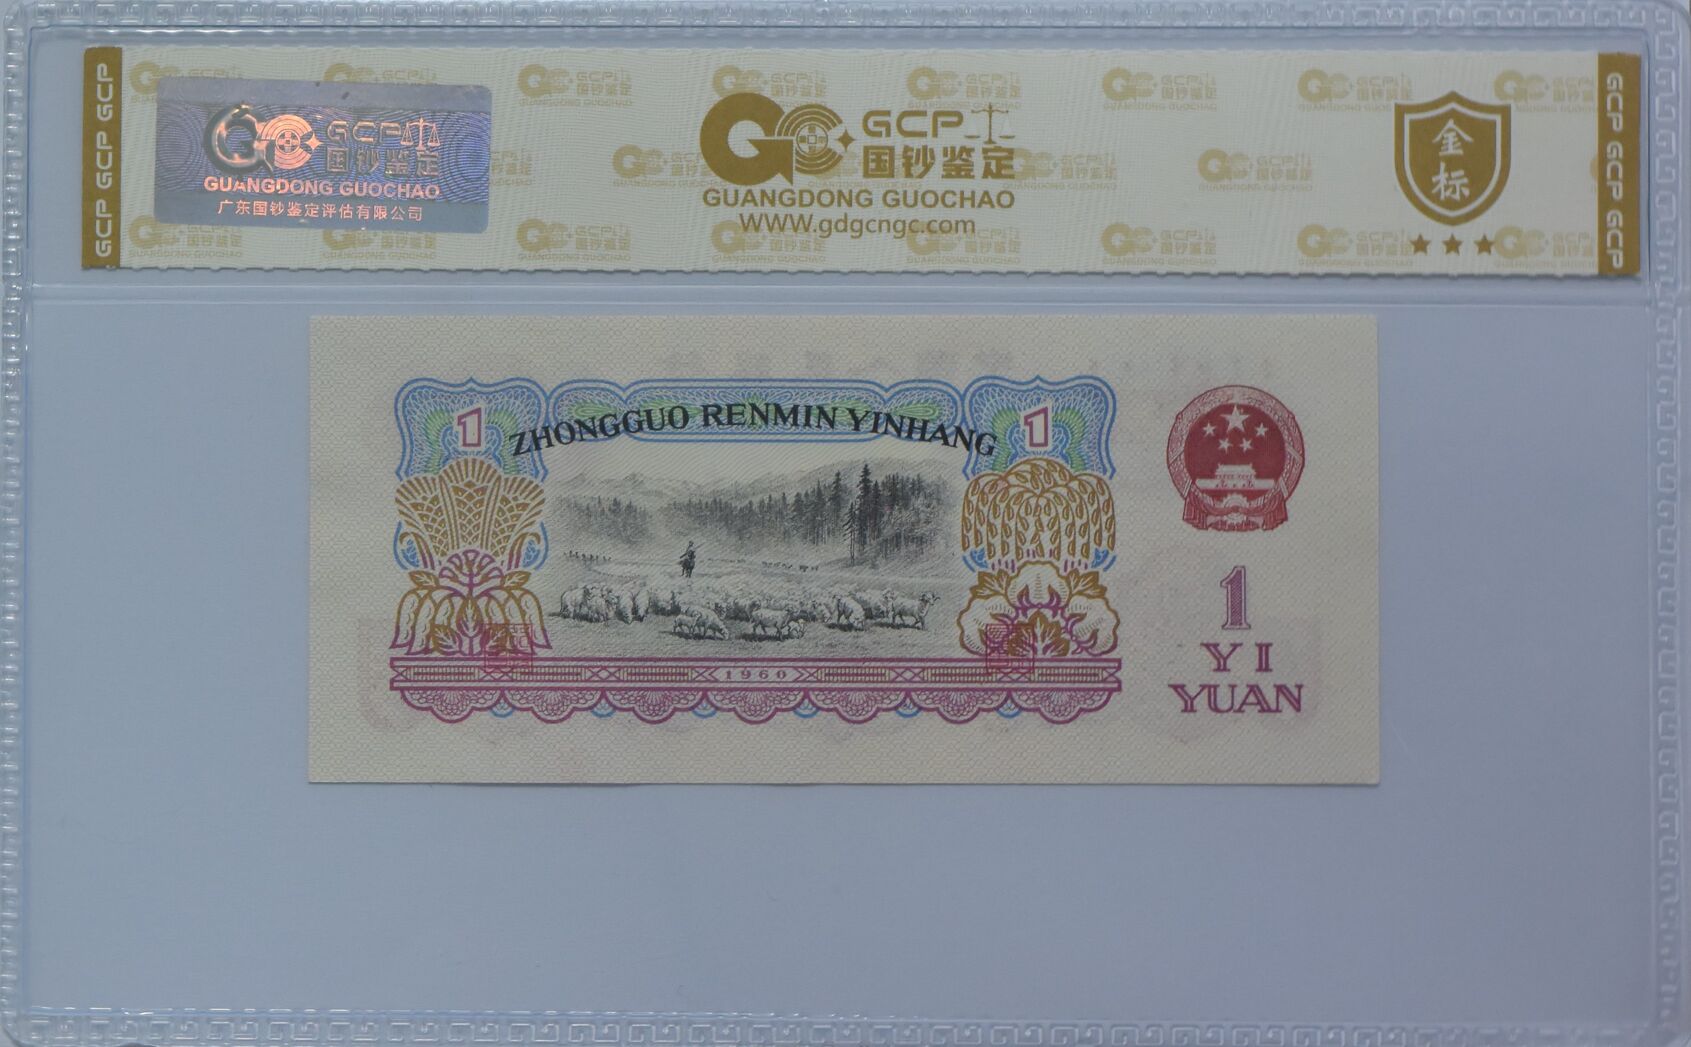 GCP GCP GCP
GCP
国钞鉴定
GUANGDONG GUOCHAO
广东国钞鉴定评估有限公司
GCP
国钞鉴定
GUANGDONG GUOCHAO
WWW.gdgcngc.com
金标
GCP GCP GCP
1
ZHONGGUO RENMIN YINHANG
1
1
YI
YUAN
1960